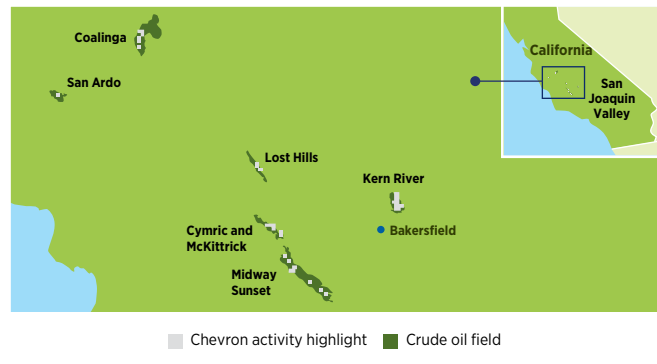 Coalinga
California
San Ardo
San
Joaquin
Valley
Lost Hills
Kern River
Cymric and
McKittrick
Bakersfield
Midway
Sunset
Chevron activity highlight
Crude oil field